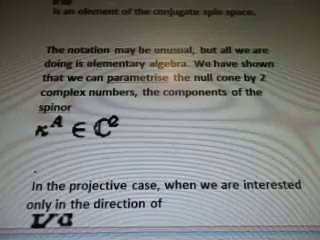 is an element of the conjugate spin space.
The notation may be unusual, but all we are
doing is elementary algebra. We have shown
that we can parametrise the null cone by 2
complex numbers, the components of the
spinor
κᴬ ∈ ℂ²
.
In the projective case, when we are interested
only in the direction of